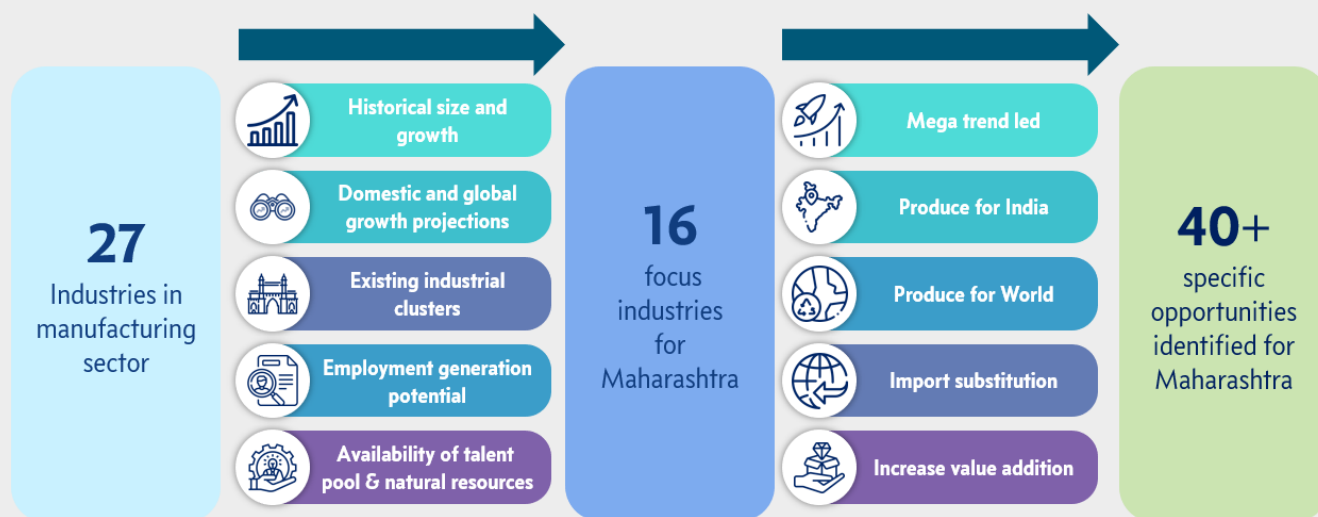 27
Industries in
manufacturing
sector
Historical size and
growth
Domestic and global
growth projections
Existing industrial
clusters
Employment generation
potential
Availability of talent
pool & natural resources
16
focus
industries
for
Maharashtra
Mega trend led
Produce for India
Produce for World
Import substitution
Increase value addition
40+
specific
opportunities
identified for
Maharashtra